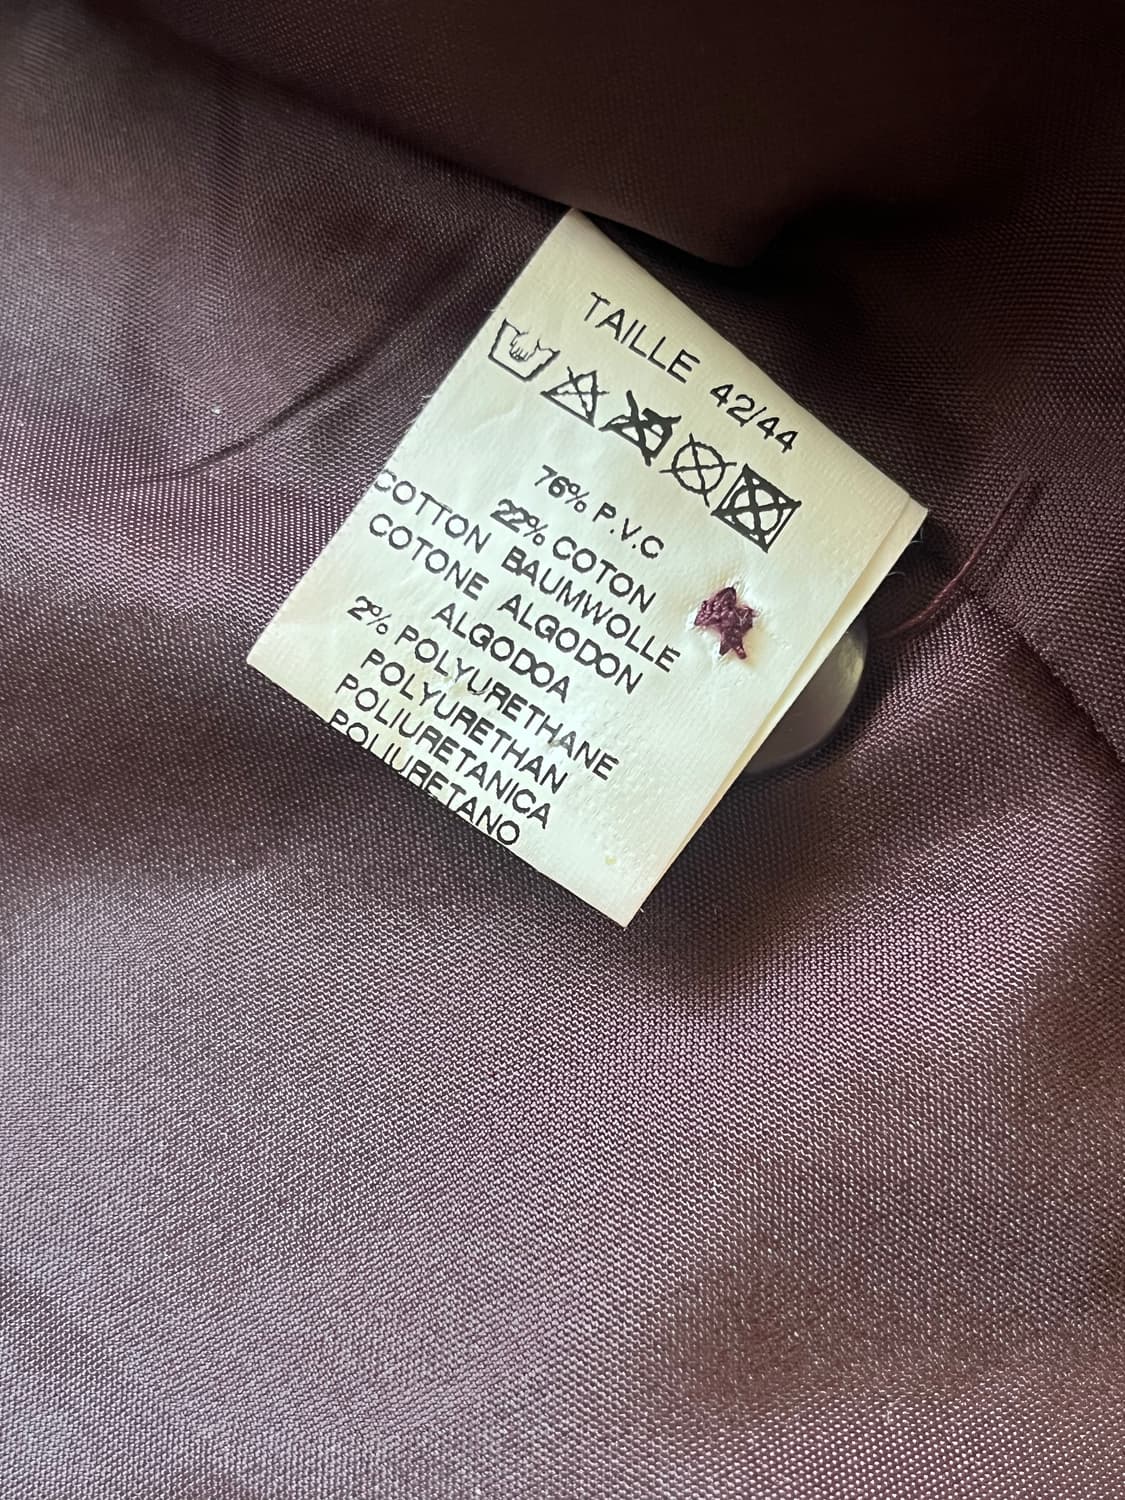 TAILLE 42/44
76% P.V.C
22% COTON
COTTON BAUMWOLLE
COTONE ALGODON
ALGODOA
2% POLYURETHANE
POLYURETHAN
POLIURETANICA
POLIURETANO